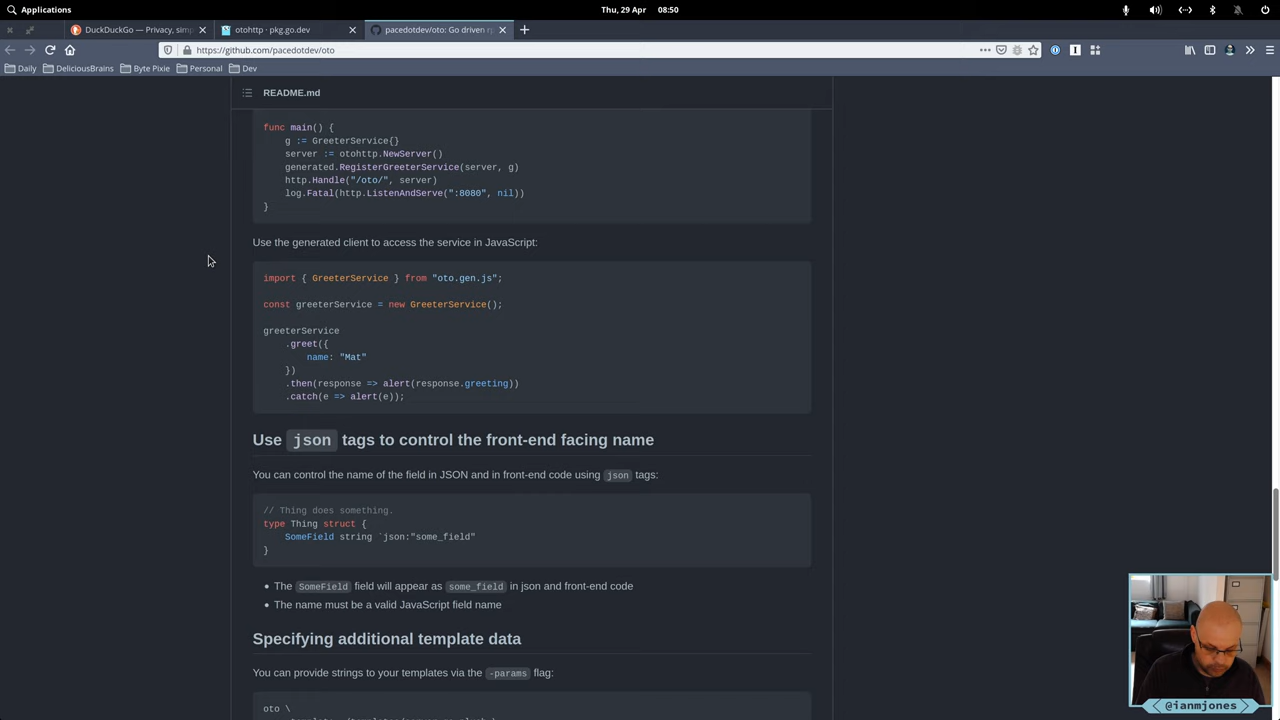 Applications
Thu, 29 Apr 08:50
DuckDuckGo — Privacy, sim
otohttp · pkg.go.dev
pacedotdev/oto: Go driven r
https://github.com/pacedotdev/oto
Daily
DeliciousBrains
Byte Pixie
Personal
Dev
README.md
func main() {
g := GreeterService{}
server := otohttp.NewServer()
generated.RegisterGreeterService(server, g)
http.Handle("/oto/", server)
log.Fatal(http.ListenAndServe(":8080", nil))
}
Use the generated client to access the service in JavaScript:
import { GreeterService } from "oto.gen.js";
const greeterService = new GreeterService();
greeterService
.greet({
name: "Mat"
})
.then(response => alert(response.greeting))
.catch(e => alert(e));
Use json tags to control the front-end facing name
You can control the name of the field in JSON and in front-end code using json tags:
// Thing does something.
type Thing struct {
SomeField string `json:"some_field"
}
The SomeField field will appear as some_field in json and front-end code
The name must be a valid JavaScript field name
Specifying additional template data
You can provide strings to your templates via the -params flag:
oto \
@ianmjones